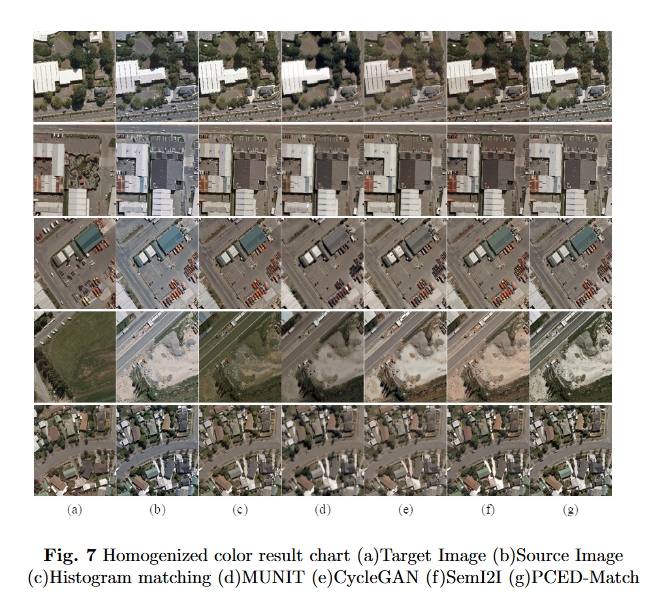 (a) (b) (c) (d) (e) (f) (g)
Fig. 7 Homogenized color result chart (a)Target Image (b)Source Image
(c)Histogram matching (d)MUNIT (e)CycleGAN (f)SemI2I (g)PCED-Match